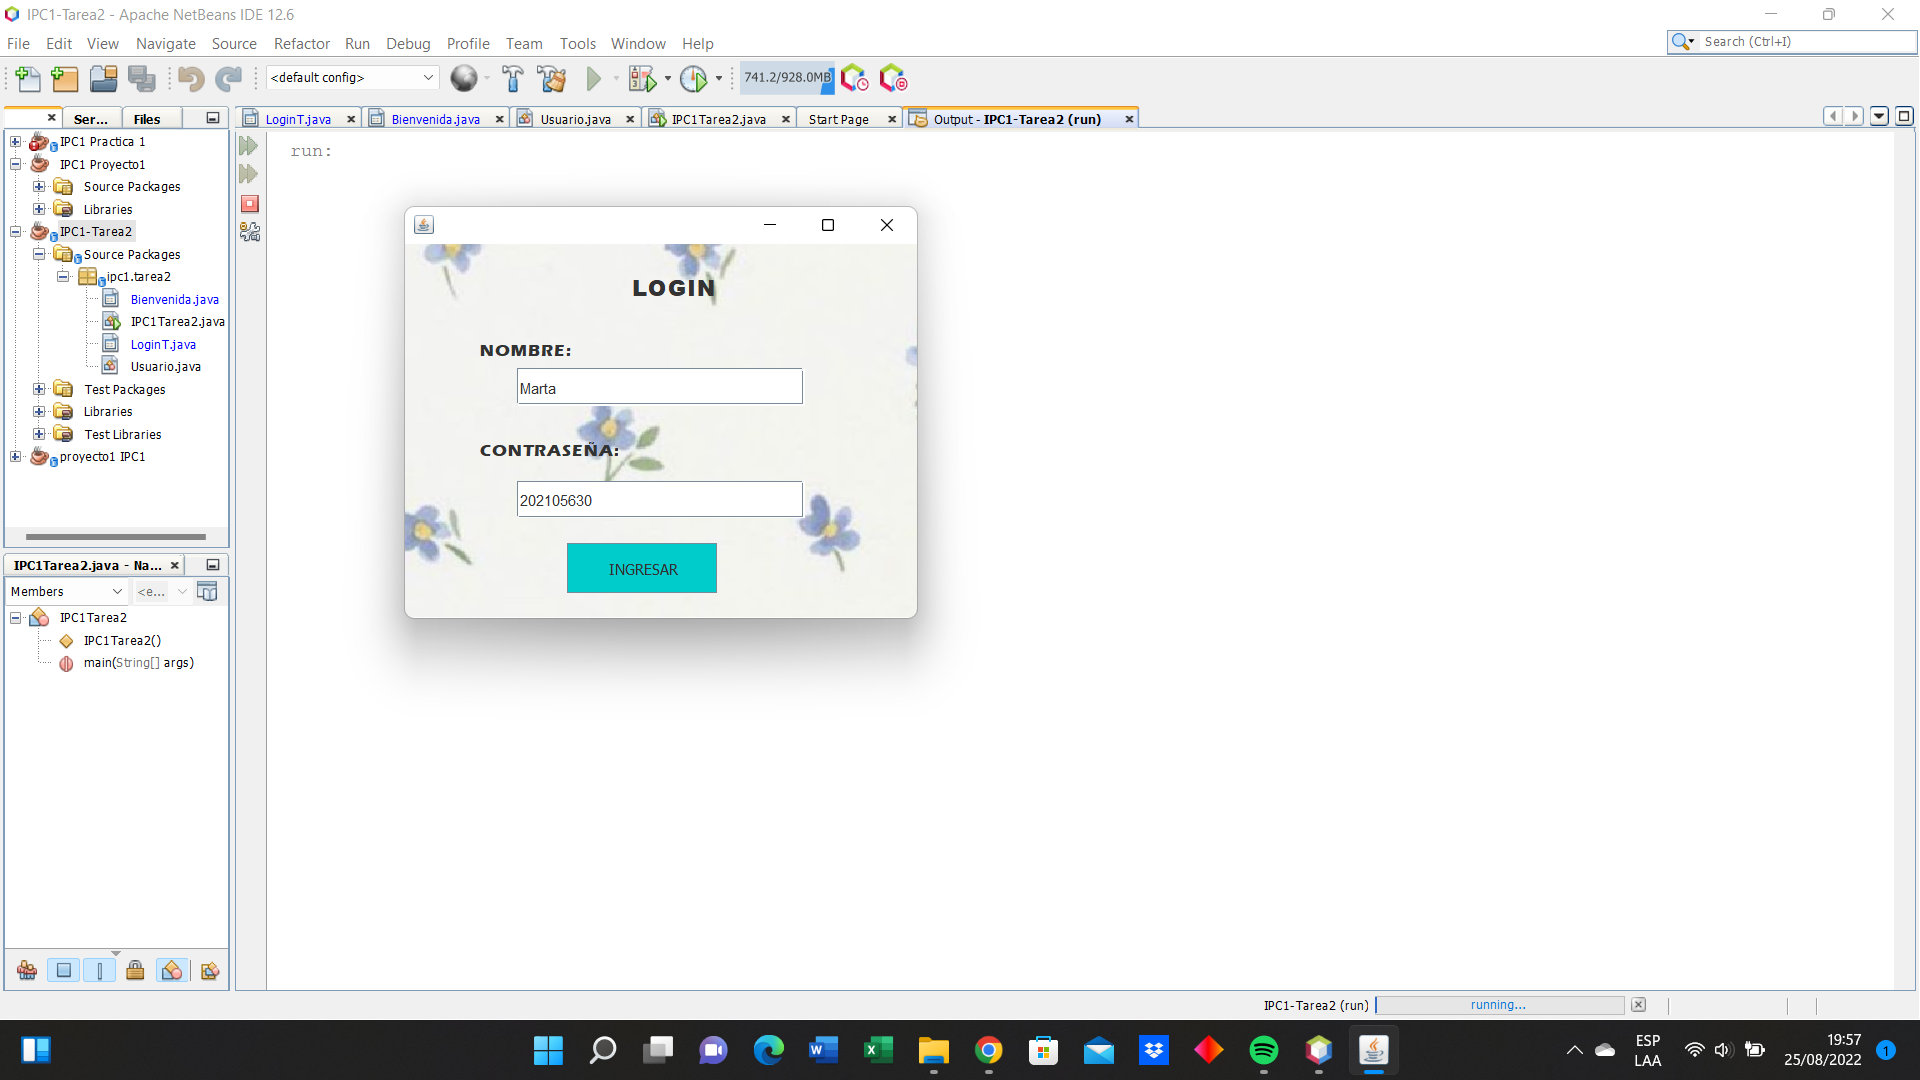 IPC1-Tarea2 - Apache NetBeans IDE 12.6
File Edit View Navigate Source Refactor Run Debug Profile Team Tools Window Help
Search (Ctrl+I)
<default config>
741.2/928.0MB
Ser... Files
LoginT.java Bienvenida.java Usuario.java IPC1Tarea2.java Start Page Output - IPC1-Tarea2 (run)
IPC1 Practica 1
IPC1 Proyecto1
Source Packages
Libraries
IPC1-Tarea2
Source Packages
ipc1.tarea2
Bienvenida.java
IPC1Tarea2.java
LoginT.java
Usuario.java
Test Packages
Libraries
Test Libraries
proyecto1 IPC1
run:
LOGIN
NOMBRE:
Marta
CONTRASEÑA:
202105630
INGRESAR
IPC1Tarea2.java - Na...
Members <e...
IPC1Tarea2
IPC1Tarea2()
main(String[] args)
IPC1-Tarea2 (run) running...
ESP
LAA
19:57
25/08/2022
1